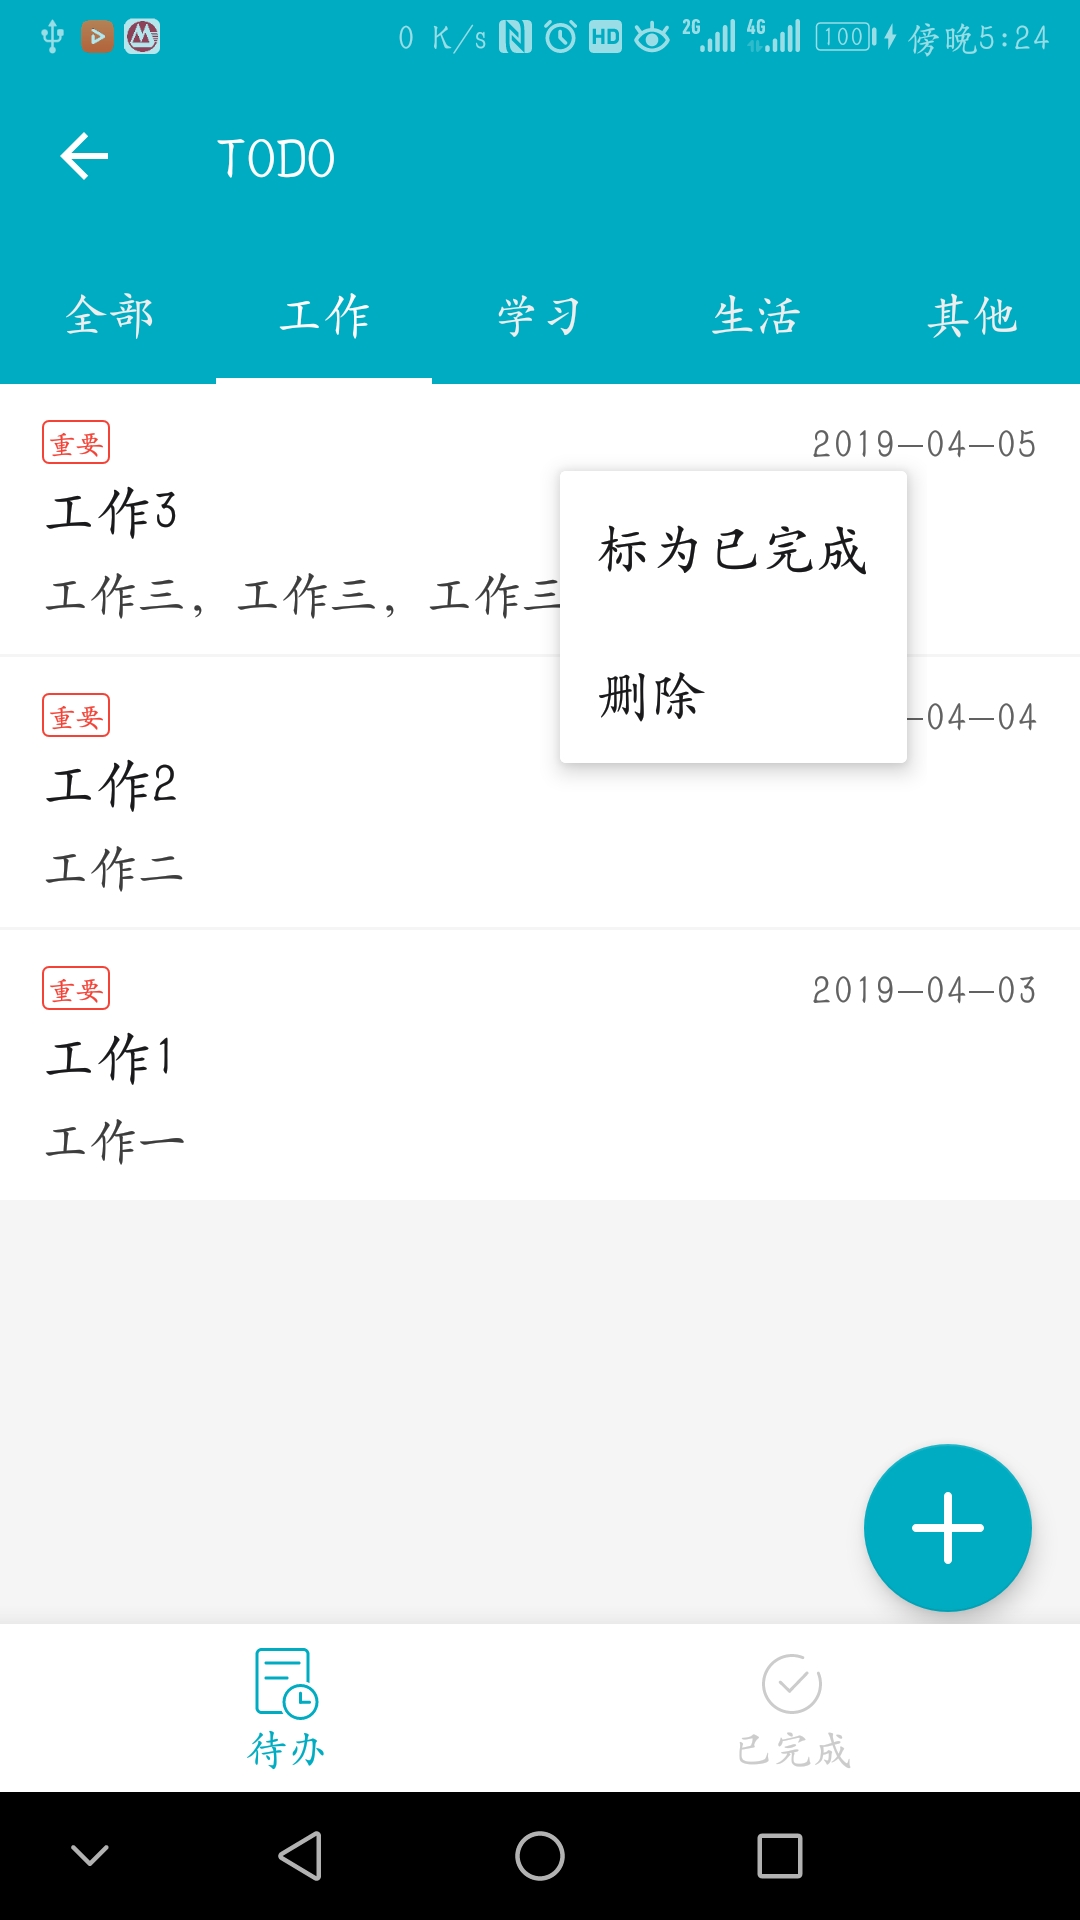 0 K/s HD 2G 4G 100 傍晚5:24
TODO
全部 工作 学习 生活 其他
重要 2019-04-05
工作3
工作三，工作三，工作三
标为已完成
删除
重要 -04-04
工作2
工作二
重要 2019-04-03
工作1
工作一
待办 已完成